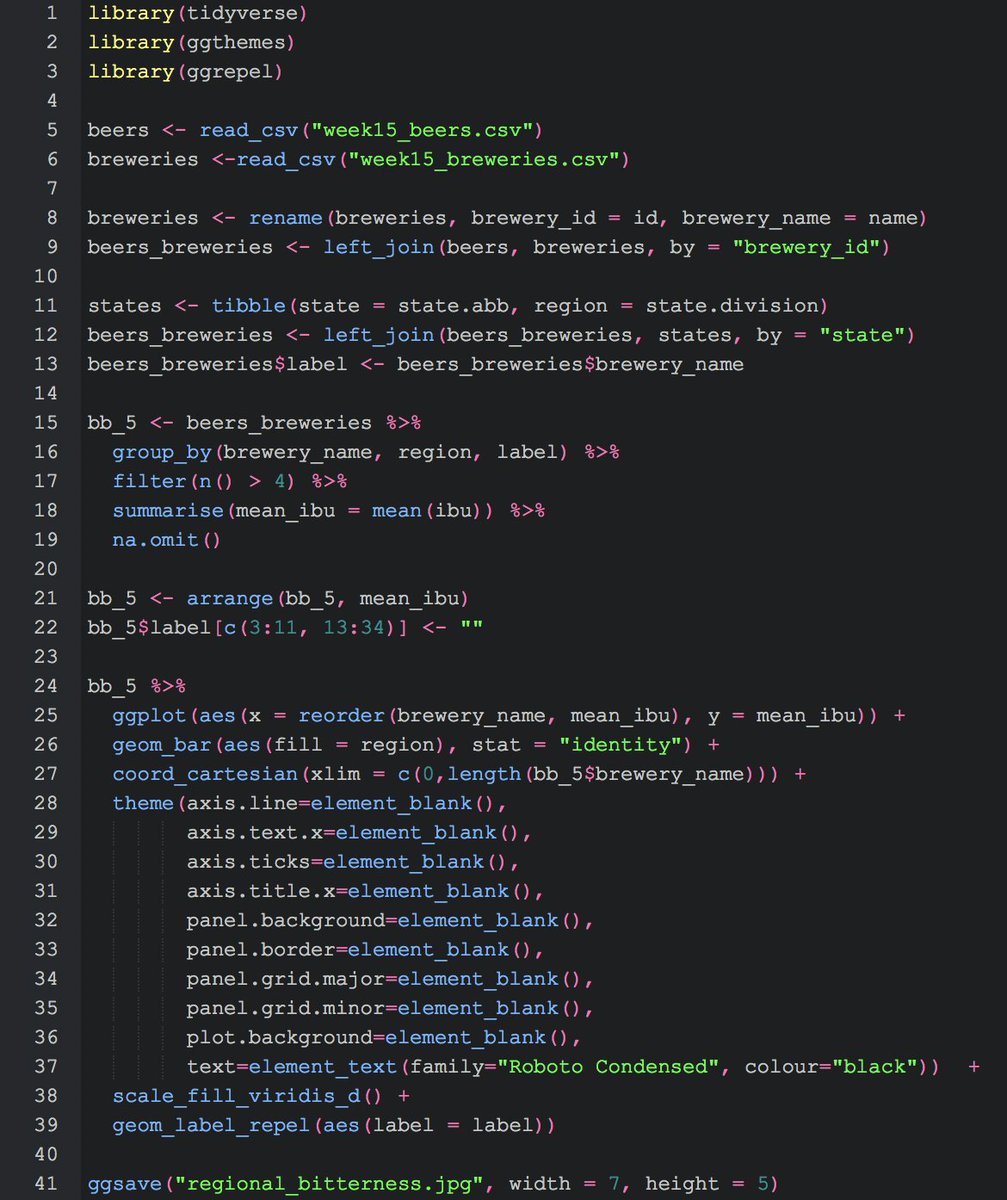 1 library(tidyverse)
2 library(ggthemes)
3 library(ggrepel)
4
5 beers <- read_csv("week15_beers.csv")
6 breweries <-read_csv("week15_breweries.csv")
7
8 breweries <- rename(breweries, brewery_id = id, brewery_name = name)
9 beers_breweries <- left_join(beers, breweries, by = "brewery_id")
10
11 states <- tibble(state = state.abb, region = state.division)
12 beers_breweries <- left_join(beers_breweries, states, by = "state")
13 beers_breweries$label <- beers_breweries$brewery_name
14
15 bb_5 <- beers_breweries %>%
16   group_by(brewery_name, region, label) %>%
17   filter(n() > 4) %>%
18   summarise(mean_ibu = mean(ibu)) %>%
19   na.omit()
20
21 bb_5 <- arrange(bb_5, mean_ibu)
22 bb_5$label[c(3:11, 13:34)] <- ""
23
24 bb_5 %>%
25   ggplot(aes(x = reorder(brewery_name, mean_ibu), y = mean_ibu)) +
26   geom_bar(aes(fill = region), stat = "identity") +
27   coord_cartesian(xlim = c(0,length(bb_5$brewery_name))) +
28   theme(axis.line=element_blank(),
29         axis.text.x=element_blank(),
30         axis.ticks=element_blank(),
31         axis.title.x=element_blank(),
32         panel.background=element_blank(),
33         panel.border=element_blank(),
34         panel.grid.major=element_blank(),
35         panel.grid.minor=element_blank(),
36         plot.background=element_blank(),
37         text=element_text(family="Roboto Condensed", colour="black"))  +
38   scale_fill_viridis_d() +
39   geom_label_repel(aes(label = label))
40
41 ggsave("regional_bitterness.jpg", width = 7, height = 5)